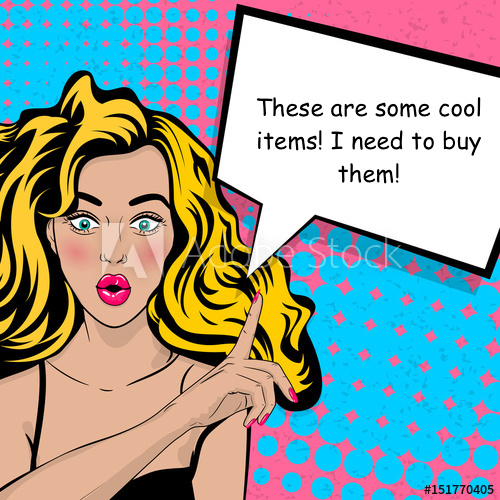 These are some cool
items! I need to buy
them!
Adobe Stock
#151770405